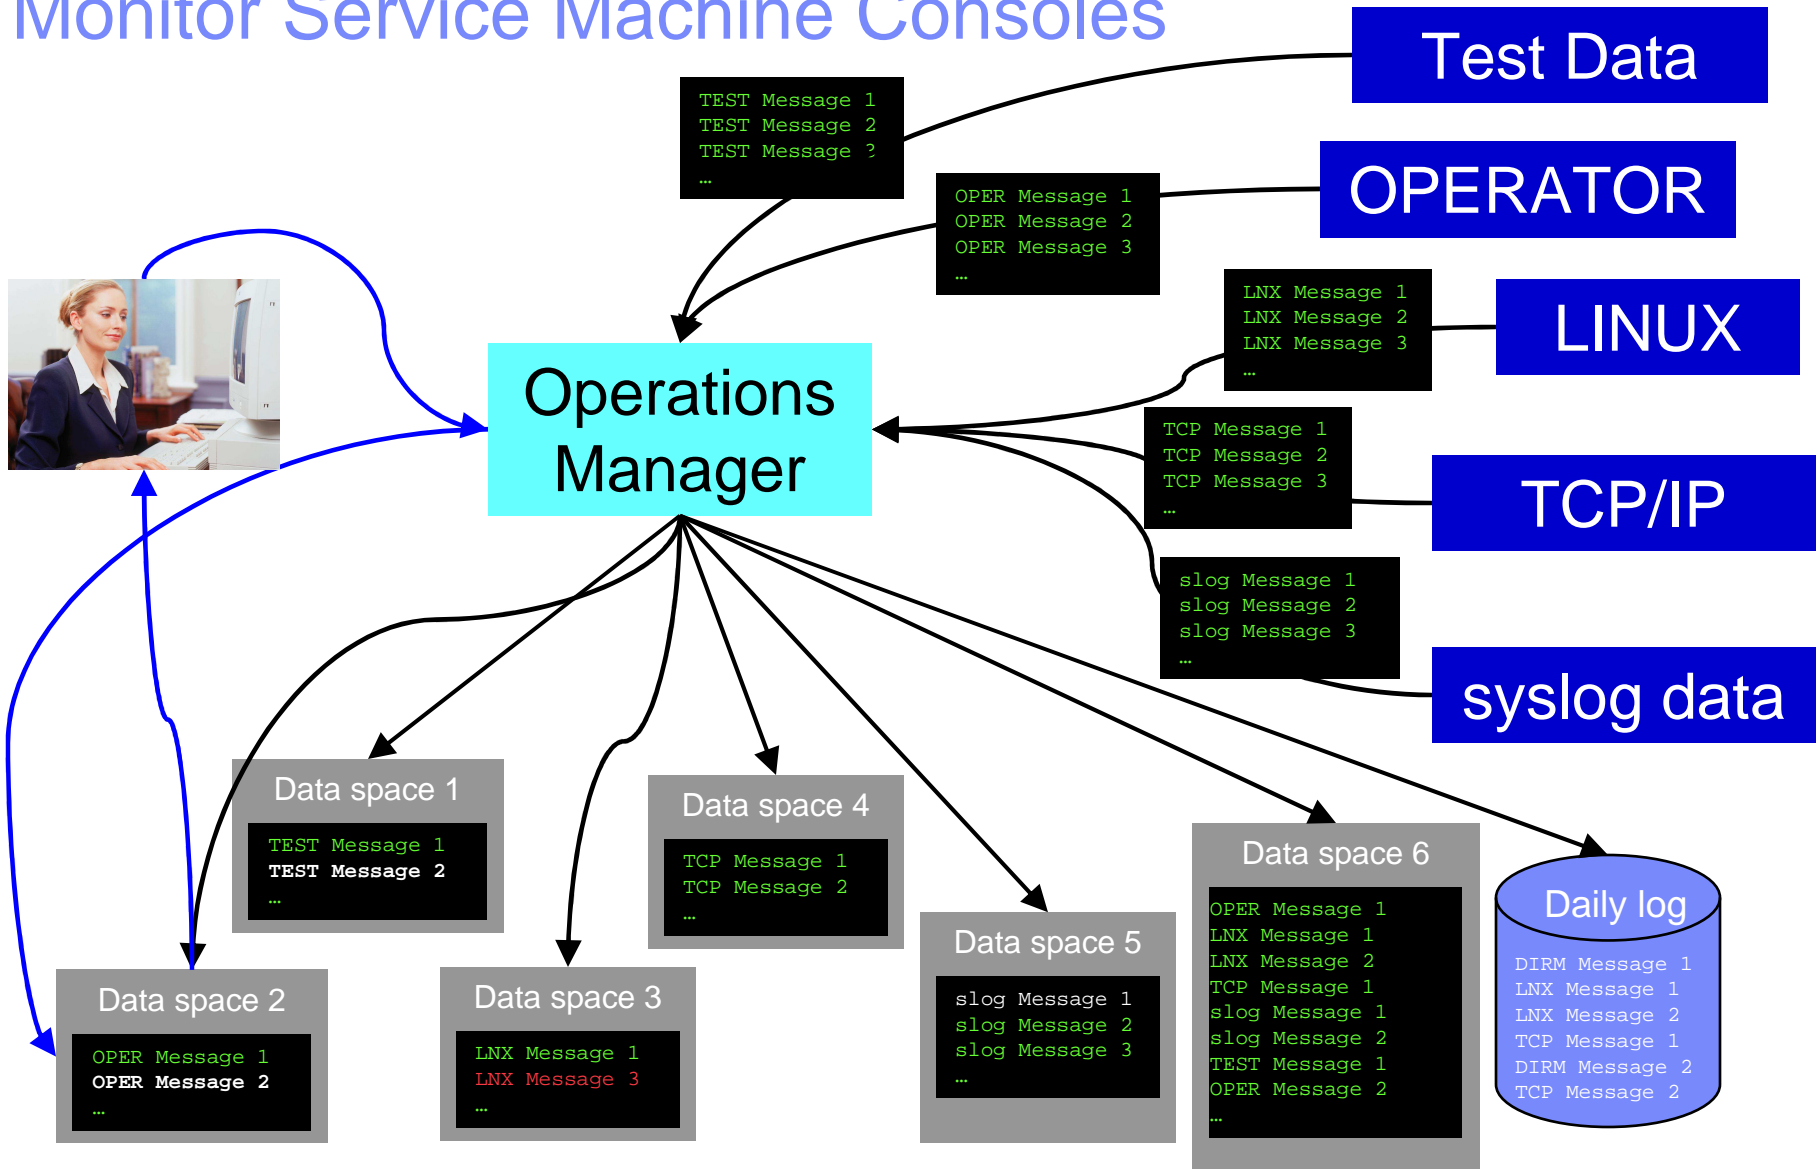 Monitor Service Machine Consoles
Test Data
TEST Message 1
TEST Message 2
TEST Message 3
…
OPERATOR
OPER Message 1
OPER Message 2
OPER Message 3
…
LINUX
LNX Message 1
LNX Message 2
LNX Message 3
…
Operations
Manager
TCP Message 1
TCP Message 2
TCP Message 3
…
TCP/IP
slog Message 1
slog Message 2
slog Message 3
…
syslog data
Data space 1
TEST Message 1
TEST Message 2
…
Data space 2
OPER Message 1
OPER Message 2
…
Data space 3
LNX Message 1
LNX Message 3
…
Data space 4
TCP Message 1
TCP Message 2
…
Data space 5
slog Message 1
slog Message 2
slog Message 3
…
Data space 6
OPER Message 1
LNX Message 1
LNX Message 2
TCP Message 1
slog Message 1
slog Message 2
TEST Message 1
OPER Message 2
…
Daily log
DIRM Message 1
LNX Message 1
LNX Message 2
TCP Message 1
DIRM Message 2
TCP Message 2